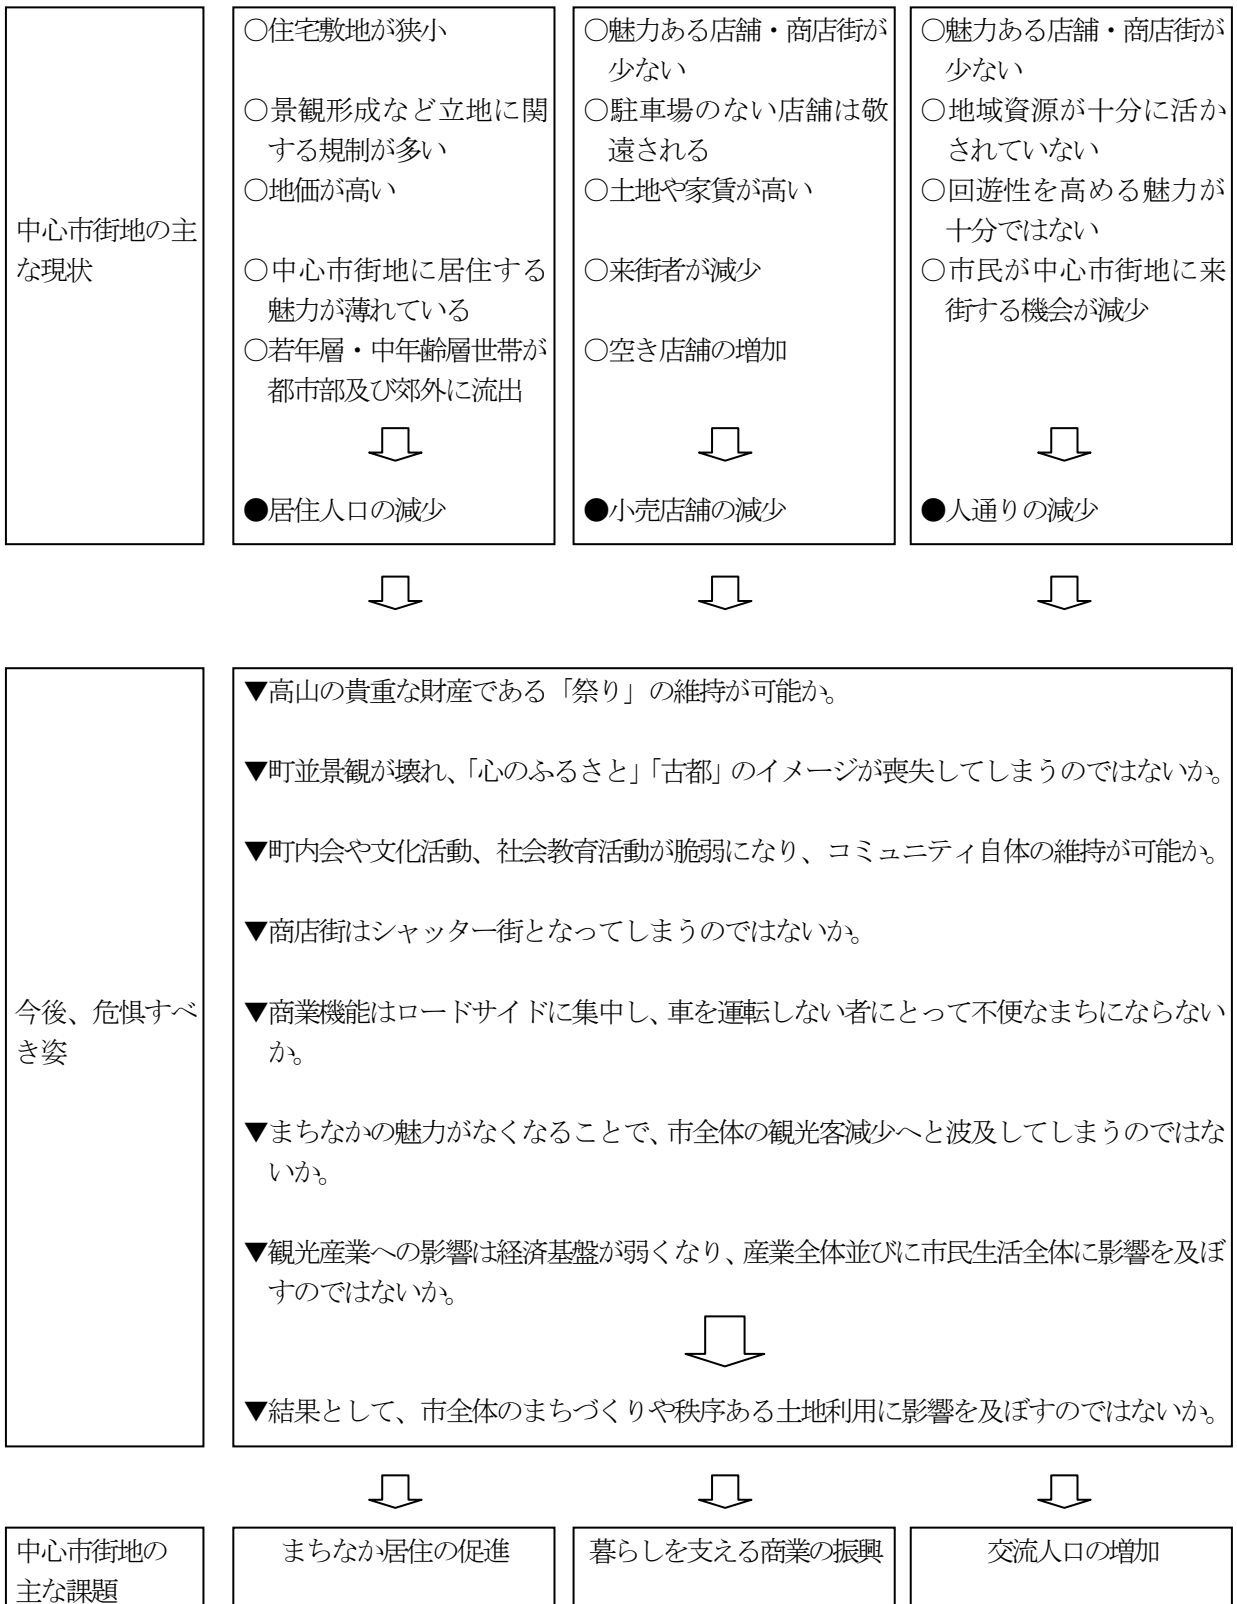 中心市街地の主
な現状
○住宅敷地が狭小
○景観形成など立地に関
する規制が多い
○地価が高い
○中心市街地に居住する
魅力が薄れている
○若年層・中年齢層世帯が
都市部及び郊外に流出
●居住人口の減少
○魅力ある店舗・商店街が
少ない
○駐車場のない店舗は敬
遠される
○土地や家賃が高い
○来街者が減少
○空き店舗の増加
●小売店舗の減少
○魅力ある店舗・商店街が
少ない
○地域資源が十分に活か
されていない
○回遊性を高める魅力が
十分ではない
○市民が中心市街地に来
街する機会が減少
●人通りの減少
今後、危惧すべ
き姿
▼高山の貴重な財産である「祭り」の維持が可能か。
▼町並景観が壊れ、「心のふるさと」「古都」のイメージが喪失してしまうのではないか。
▼町内会や文化活動、社会教育活動が脆弱になり、コミュニティ自体の維持が可能か。
▼商店街はシャッター街となってしまうのではないか。
▼商業機能はロードサイドに集中し、車を運転しない者にとって不便なまちにならない
か。
▼まちなかの魅力がなくなることで、市全体の観光客減少へと波及してしまうのではな
いか。
▼観光産業への影響は経済基盤が弱くなり、産業全体並びに市民生活全体に影響を及ぼ
すのではないか。
▼結果として、市全体のまちづくりや秩序ある土地利用に影響を及ぼすのではないか。
中心市街地の
主な課題
まちなか居住の促進
暮らしを支える商業の振興
交流人口の増加